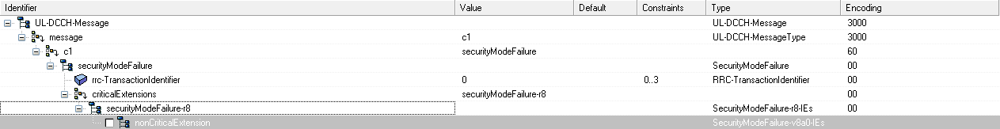 Identifier Value Default Constraints Type Encoding
UL-DCCH-Message UL-DCCH-Message 3000
message c1 UL-DCCH-MessageType 3000
c1 securityModeFailure 60
securityModeFailure SecurityModeFailure 00
rrc-TransactionIdentifier 0 0..3 RRC-TransactionIdentifier 00
criticalExtensions securityModeFailure-r8 00
securityModeFailure-r8 SecurityModeFailure-r8-IEs 00
nonCriticalExtension SecurityModeFailure-v8a0-IEs